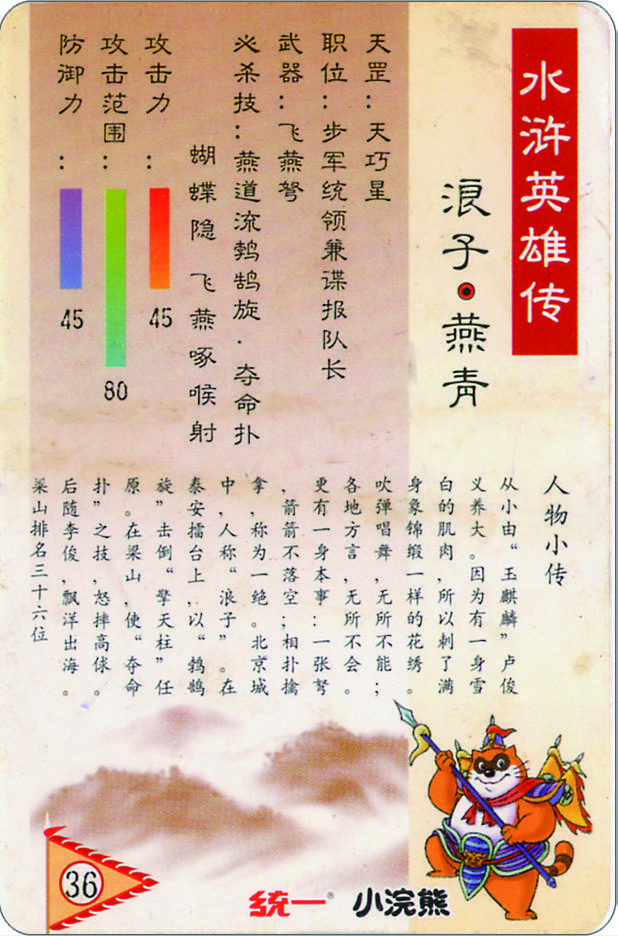 水浒英雄传
浪子·燕青
天罡：天巧星
职位：步军统领兼谍报队长
武器：飞燕弩
必杀技：燕道流鹁鸪旋·夺命扑
蝴蝶隐 飞燕啄喉射
攻击力：
45
攻击范围：
80
防御力：
45
人物小传
从小由“玉麒麟”卢俊
义养大。因为有一身雪
白的肌肉，所以刺了满
身象锦缎一样的花绣。
吹弹唱舞，无所不能；
各地方言，无所不会。
更有一身本事：一张弩
，箭箭不落空；相扑擒
拿，称为一绝。北京城
中，人称“浪子”。在
泰安擂台上，以“鹁鸪
旋”击倒“擎天柱”任
原。在梁山，使“夺命
扑”之技，怒摔高俅。
后随李俊，飘洋出海。
梁山排名三十六位
36
统一® 小浣熊